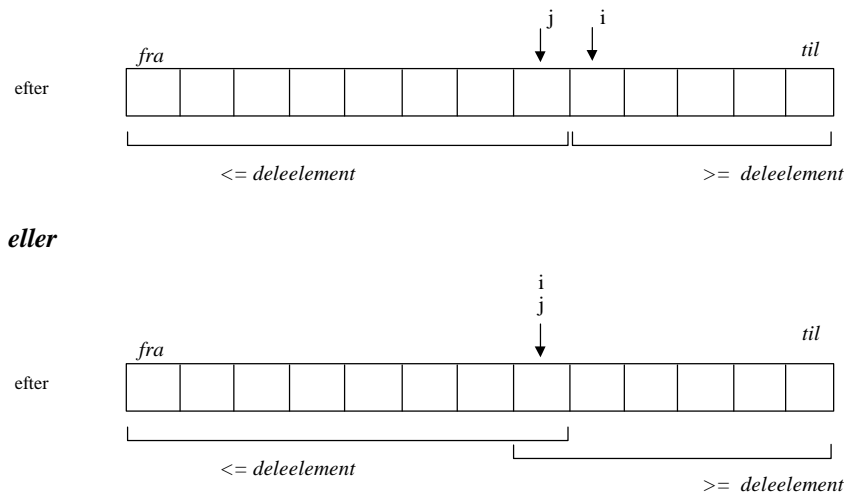 j i
fra til
efter
<= deleelement >= deleelement
eller
i
j
fra til
efter
<= deleelement
>= deleelement